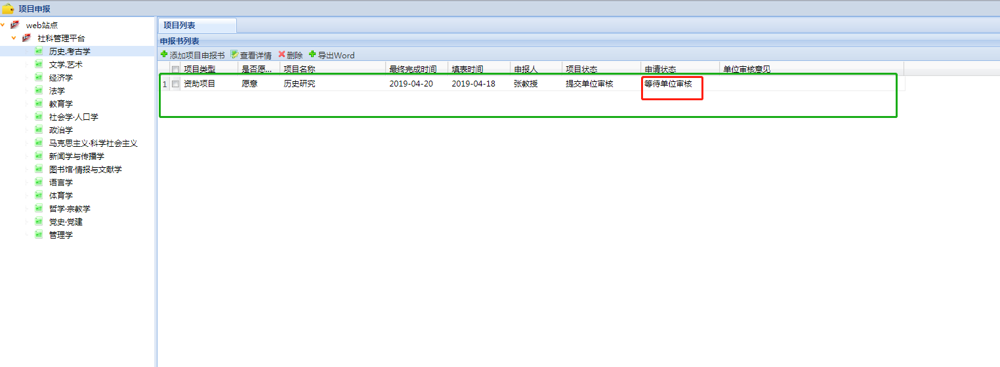 项目申报
web站点
社科管理平台
历史.考古学
文学.艺术
经济学
法学
教育学
社会学·人口学
政治学
马克思主义·科学社会主义
新闻学与传播学
图书馆·情报与文献学
语言学
体育学
哲学·宗教学
党史·党建
管理学
项目列表
申报书列表
添加项目申报书 查看详情 删除 导出Word
项目类型 是否愿... 项目名称 最终完成时间 填表时间 申报人 项目状态 申请状态 单位审核意见
1 资助项目 愿意 历史研究 2019-04-20 2019-04-18 张教授 提交单位审核 等待单位审核